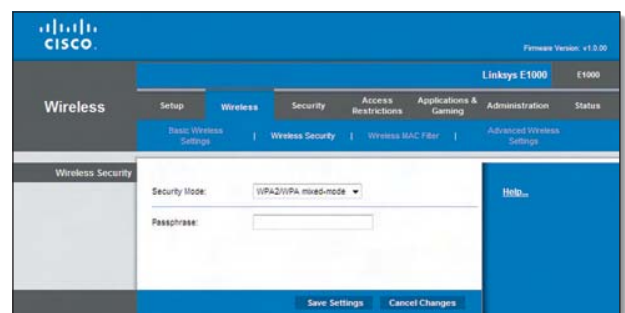 CISCO
Firmware Version: v1.0.00
Linksys E1000 E1000
Wireless
Setup Wireless Security Access Restrictions Applications & Gaming Administration Status
Basic Wireless Settings | Wireless Security | Wireless MAC Filter | Advanced Wireless Settings
Wireless Security
Security Mode: WPA2/WPA mixed-mode
Help...
Passphrase:
Save Settings Cancel Changes